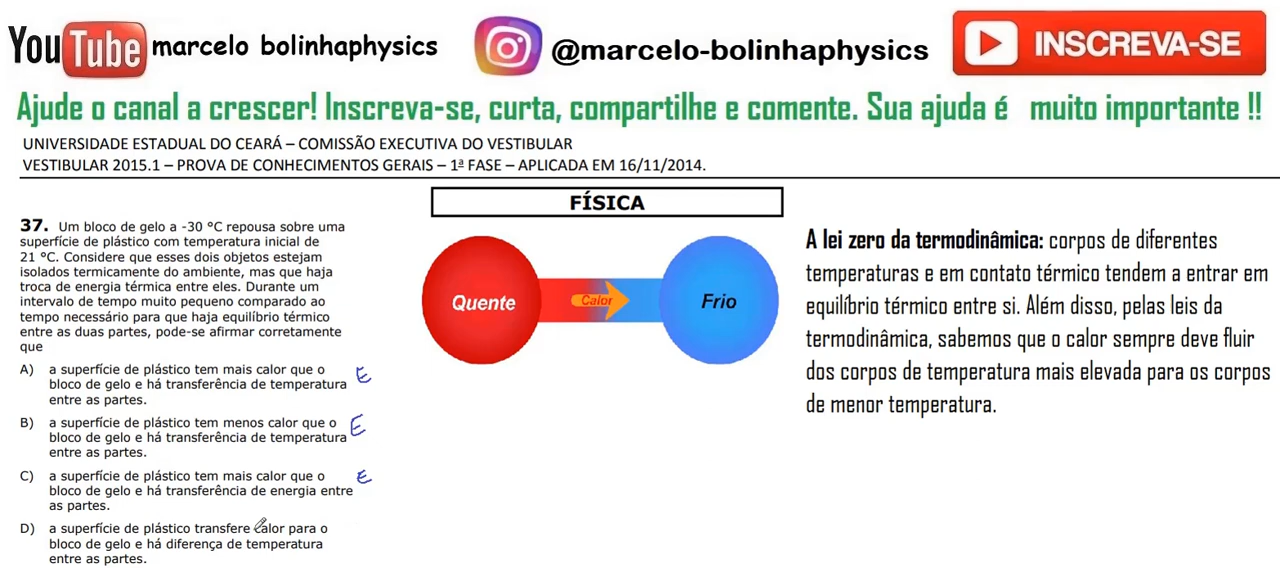 YouTube marcelo bolinhaphysics
@marcelo-bolinhaphysics
INSCREVA-SE
Ajude o canal a crescer! Inscreva-se, curta, compartilhe e comente. Sua ajuda é muito importante !!
UNIVERSIDADE ESTADUAL DO CEARÁ – COMISSÃO EXECUTIVA DO VESTIBULAR
VESTIBULAR 2015.1 – PROVA DE CONHECIMENTOS GERAIS – 1ª FASE – APLICADA EM 16/11/2014.
FÍSICA
37. Um bloco de gelo a -30 °C repousa sobre uma
superfície de plástico com temperatura inicial de
21 °C. Considere que esses dois objetos estejam
isolados termicamente do ambiente, mas que haja
troca de energia térmica entre eles. Durante um
intervalo de tempo muito pequeno comparado ao
tempo necessário para que haja equilíbrio térmico
entre as duas partes, pode-se afirmar corretamente
que
A) a superfície de plástico tem mais calor que o
bloco de gelo e há transferência de temperatura
entre as partes.
E
B) a superfície de plástico tem menos calor que o
bloco de gelo e há transferência de temperatura
entre as partes.
E
C) a superfície de plástico tem mais calor que o
bloco de gelo e há transferência de energia entre
as partes.
E
D) a superfície de plástico transfere calor para o
bloco de gelo e há diferença de temperatura
entre as partes.
Quente
Calor
Frio
A lei zero da termodinâmica: corpos de diferentes
temperaturas e em contato térmico tendem a entrar em
equilíbrio térmico entre si. Além disso, pelas leis da
termodinâmica, sabemos que o calor sempre deve fluir
dos corpos de temperatura mais elevada para os corpos
de menor temperatura.